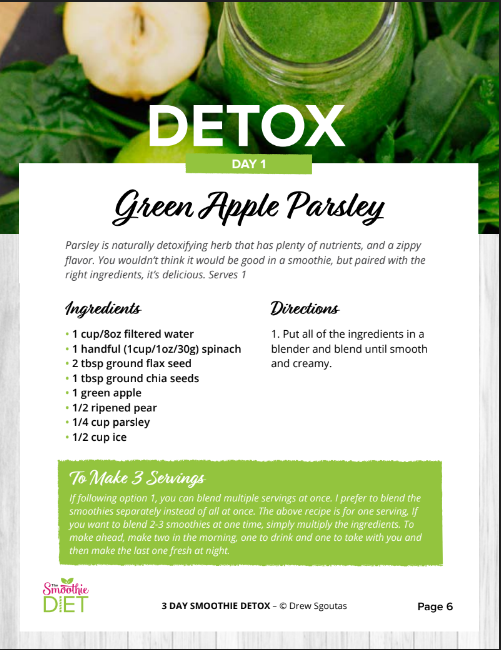 DETOX
DAY 1
Green Apple Parsley
Parsley is naturally detoxifying herb that has plenty of nutrients, and a zippy
flavor. You wouldn't think it would be good in a smoothie, but paired with the
right ingredients, it's delicious. Serves 1
Ingredients
• 1 cup/8oz filtered water
• 1 handful (1cup/1oz/30g) spinach
• 2 tbsp ground flax seed
• 1 tbsp ground chia seeds
• 1 green apple
• 1/2 ripened pear
• 1/4 cup parsley
• 1/2 cup ice
Directions
1. Put all of the ingredients in a
blender and blend until smooth
and creamy.
To Make 3 Servings
If following option 1, you can blend multiple servings at once. I prefer to blend the
smoothies separately instead of all at once. The above recipe is for one serving, If
you want to blend 2-3 smoothies at one time, simply multiply the ingredients. To
make ahead, make two in the morning, one to drink and one to take with you and
then make the last one fresh at night.
The
Smoothie
DIET
3 DAY SMOOTHIE DETOX – © Drew Sgoutas
Page 6